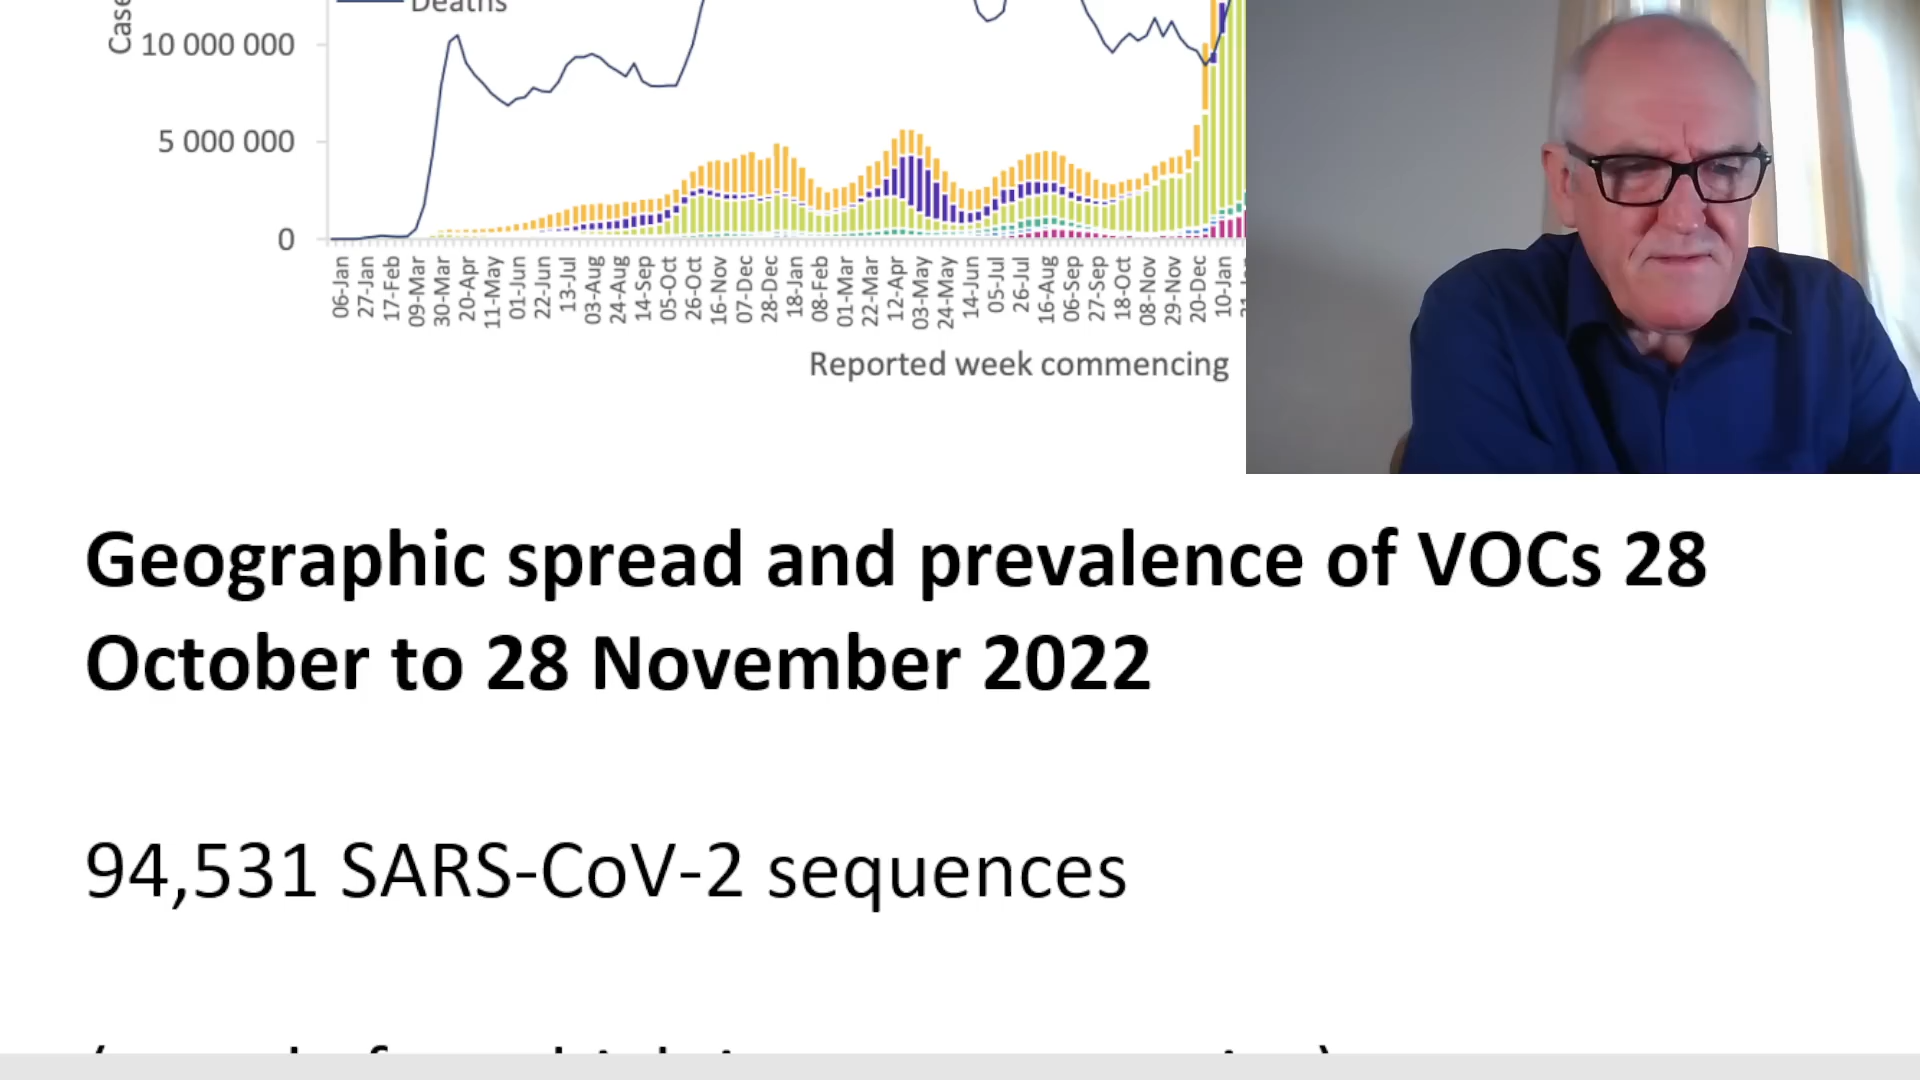 Deaths
Case
10 000 000
5 000 000
0
06-Jan
27-Jan
17-Feb
09-Mar
30-Mar
20-Apr
11-May
01-Jun
22-Jun
13-Jul
03-Aug
24-Aug
14-Sep
05-Oct
26-Oct
16-Nov
07-Dec
28-Dec
18-Jan
08-Feb
01-Mar
22-Mar
12-Apr
03-May
24-May
14-Jun
05-Jul
26-Jul
16-Aug
06-Sep
27-Sep
18-Oct
08-Nov
29-Nov
20-Dec
10-Jan
Reported week commencing
Geographic spread and prevalence of VOCs 28
October to 28 November 2022
94,531 SARS-CoV-2 sequences